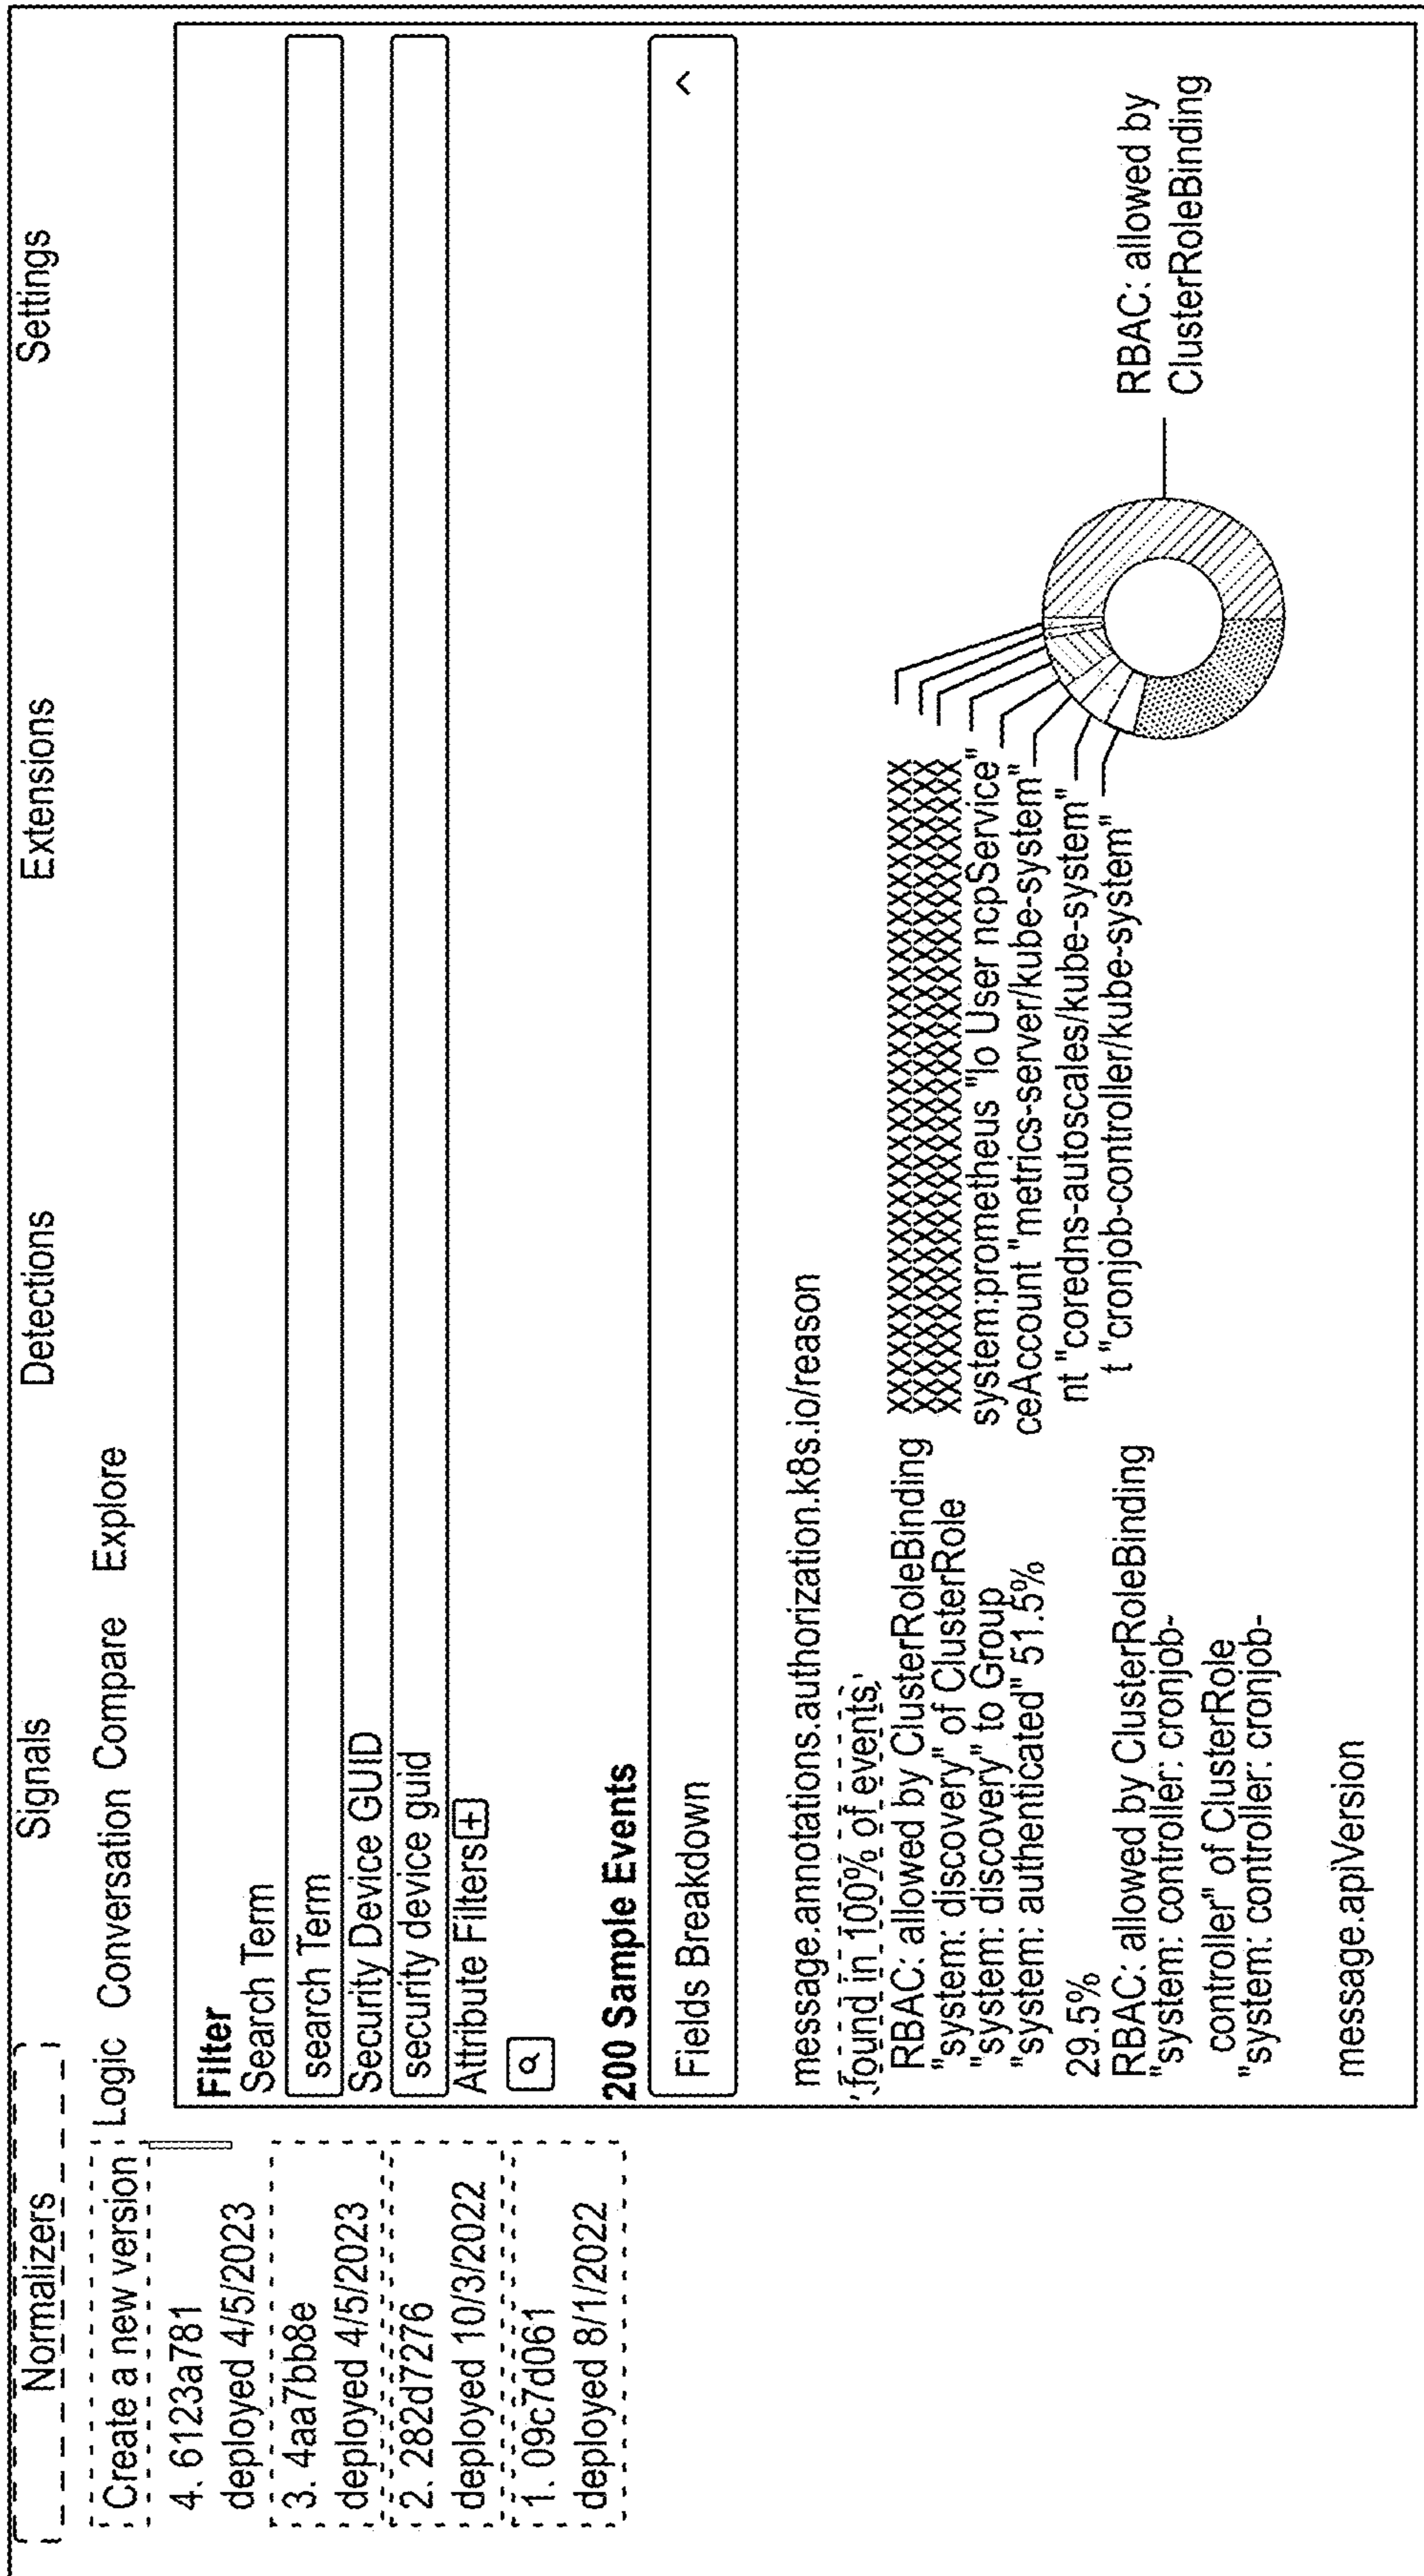 Normalizers Signals Detections Extensions Settings
Create a new version Logic Conversation Compare Explore
4. 6123a781
deployed 4/5/2023
3. 4aa7bb8e
deployed 4/5/2023
2. 282d7276
deployed 10/3/2022
1. 09c7d061
deployed 8/1/2022
Filter
Search Term
search Term
Security Device GUID
security device guid
Attribute Filters +
200 Sample Events
Fields Breakdown
message.annotations.authorization.k8s.io/reason
found in 100% of events
RBAC: allowed by ClusterRoleBinding
"system: discovery" of ClusterRole
"system: discovery" to Group
"system: authenticated" 51.5%
29.5%
RBAC: allowed by ClusterRoleBinding
"system: controller: cronjob-
controller" of ClusterRole
"system: controller: cronjob-
system:prometheus "Io User ncpService"
ceAccount "metrics-server/kube-system"
nt "coredns-autoscales/kube-system"
t "cronjob-controller/kube-system"
RBAC: allowed by
ClusterRoleBinding
message.apiVersion